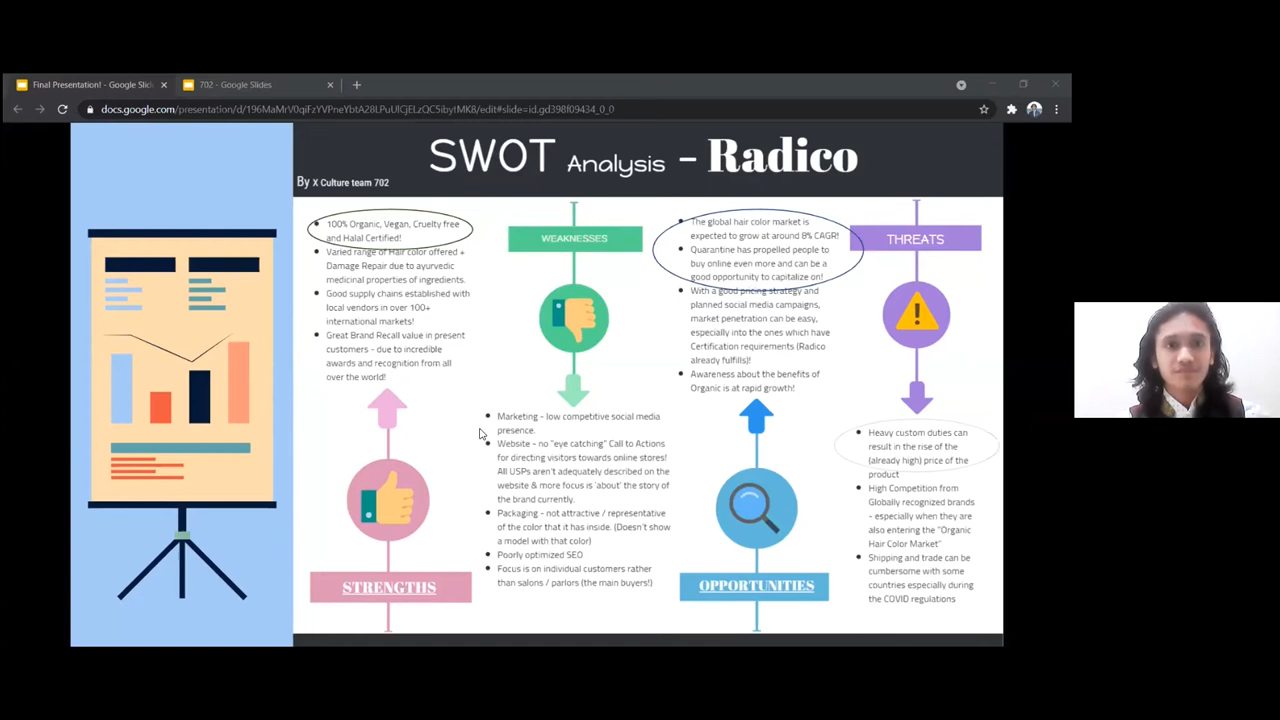 Final Presentation! - Google Slid
702 - Google Slides
docs.google.com/presentation/d/196MaMrV0qiFzYVPneYbtA28LPuUlCjELzQC5ibytMK8/edit#slide=id.gd398f09434_0_0
SWOT Analysis - Radico
By X Culture team 702
100% Organic, Vegan, Cruelty free
and Halal Certified!
Varied range of Hair color offered +
Damage Repair due to ayurvedic
medicinal properties of ingredients.
Good supply chains established with
local vendors in over 100+
international markets!
Great Brand Recall value in present
customers - due to incredible
awards and recognition from all
over the world!
STRENGTHS
WEAKNESSES
Marketing - low competitive social media
presence.
Website - no "eye catching" Call to Actions
for directing visitors towards online stores!
All USPs aren't adequately described on the
website & more focus is 'about' the story of
the brand currently.
Packaging - not attractive / representative
of the color that it has inside. (Doesn't show
a model with that color)
Poorly optimized SEO
Focus is on individual customers rather
than salons / parlors (the main buyers!)
The global hair color market is
expected to grow at around 8% CAGR!
Quarantine has propelled people to
buy online even more and can be a
good opportunity to capitalize on!
With a good pricing strategy and
planned social media campaigns,
market penetration can be easy,
especially into the ones which have
Certification requirements (Radico
already fulfills)!
Awareness about the benefits of
Organic is at rapid growth!
OPPORTUNITIES
THREATS
Heavy custom duties can
result in the rise of the
(already high) price of the
product
High Competition from
Globally recognized brands
- especially when they are
also entering the "Organic
Hair Color Market"
Shipping and trade can be
cumbersome with some
countries especially during
the COVID regulations